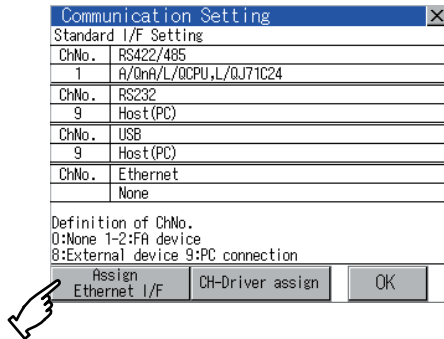 Communication Setting
Standard I/F Setting
ChNo. RS422/485
1 A/QnA/L/QCPU,L/QJ71C24
ChNo. RS232
9 Host(PC)
ChNo. USB
9 Host(PC)
ChNo. Ethernet
None
Definition of ChNo.
0:None 1-2:FA device
8:External device 9:PC connection
Assign
Ethernet I/F
CH-Driver assign
OK